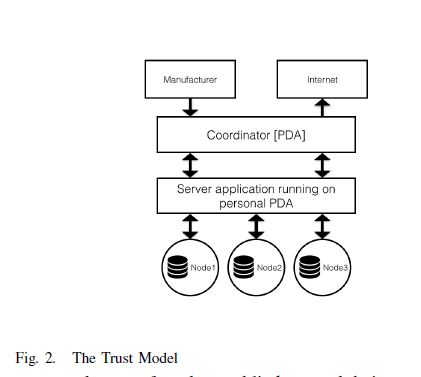 Manufacturer
Internet
Coordinator [PDA]
Server application running on
personal PDA
Node1
Node2
Node3
Fig. 2. The Trust Model